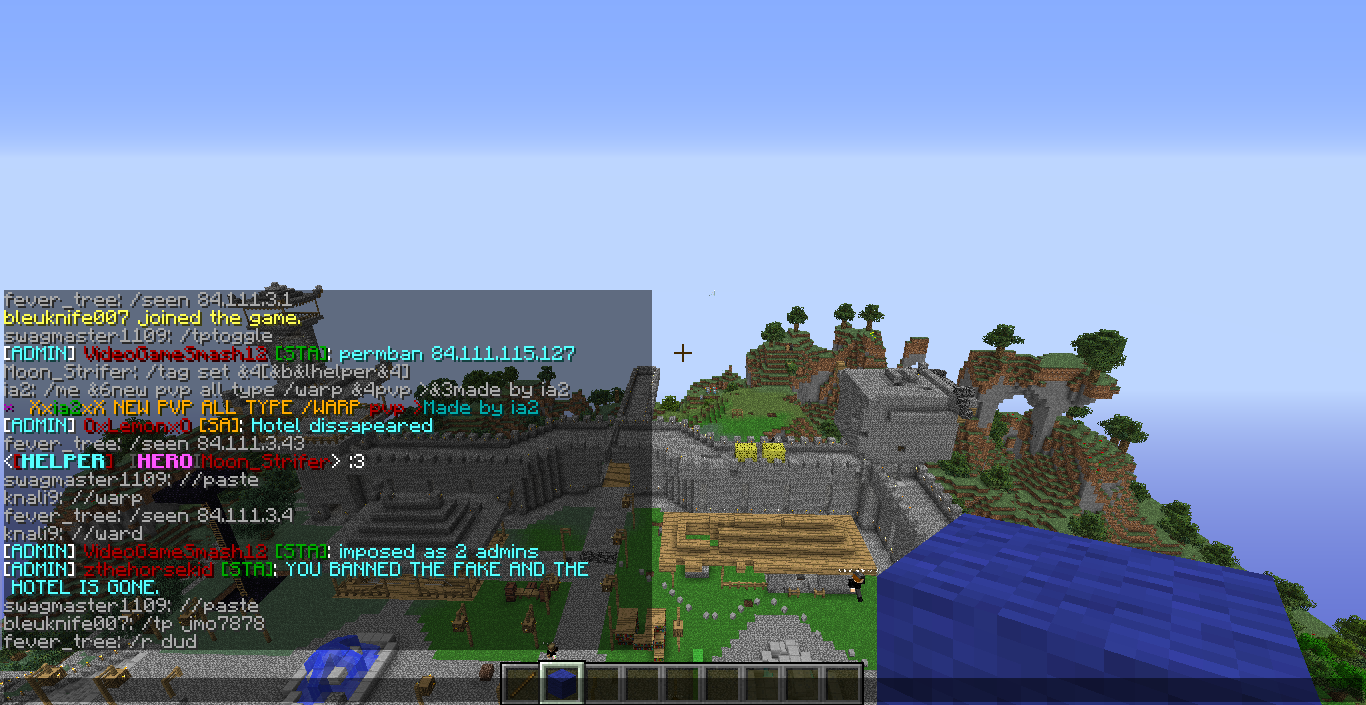 fever_tree: /seen 84.111.3.1
bleuknife007 joined the game.
swagmaster1109: /tptoggle
[ADMIN] VideoGameSmash12 [STA]: permban 84.111.115.127
Moon_Strifer: /tag set &4[&b&lhelper&4]
ia2: /me &6new pvp all type /warp &4pvp >&3made by ia2
* XxIa2xX NEW PVP ALL TYPE /WARP pvp >Made by ia2
[ADMIN] 0xLemonx0 [SA]: Hotel dissapeared
fever_tree: /seen 84.111.3.43
<[HELPER] [HERO]Moon_Strifer> :3
swagmaster1109: //paste
knali9: //warp
fever_tree: /seen 84.111.3.4
knali9: //ward
[ADMIN] VideoGameSmash12 [STA]: imposed as 2 admins
[ADMIN] zthehorsekid [STA]: YOU BANNED THE FAKE AND THE
HOTEL IS GONE.
swagmaster1109: //paste
bleuknife007: /tp jmo7878
fever_tree: /r dud